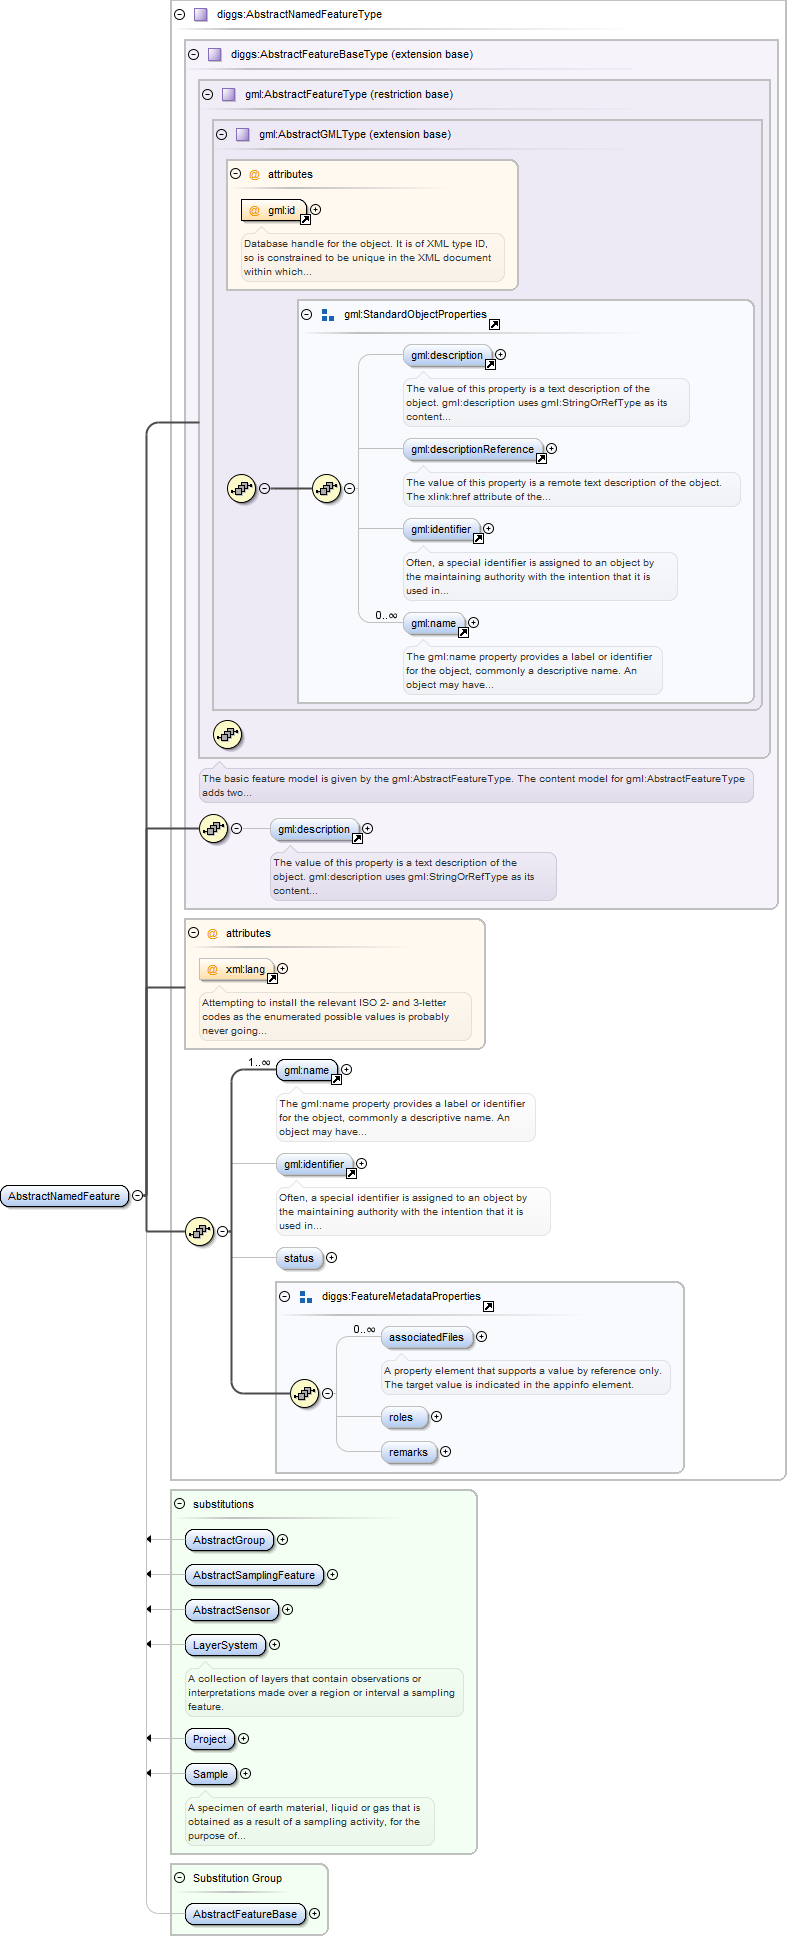 diggs:AbstractNamedFeatureType
diggs:AbstractFeatureBaseType (extension base)
gml:AbstractFeatureType (restriction base)
gml:AbstractGMLType (extension base)
@ attributes
@ gml:id
Database handle for the object. It is of XML type ID,
so is constrained to be unique in the XML document
within which...
gml:StandardObjectProperties
gml:description
The value of this property is a text description of the
object. gml:description uses gml:StringOrRefType as its
content...
gml:descriptionReference
The value of this property is a remote text description of the object.
The xlink:href attribute of the...
gml:identifier
Often, a special identifier is assigned to an object by
the maintaining authority with the intention that it is
used in...
0..∞
gml:name
The gml:name property provides a label or identifier
for the object, commonly a descriptive name. An
object may have...
The basic feature model is given by the gml:AbstractFeatureType. The content model for gml:AbstractFeatureType
adds two...
gml:description
The value of this property is a text description of the
object. gml:description uses gml:StringOrRefType as its
content...
@ attributes
@ xml:lang
Attempting to install the relevant ISO 2- and 3-letter
codes as the enumerated possible values is probably
never going...
1..∞
gml:name
The gml:name property provides a label or identifier
for the object, commonly a descriptive name. An
object may have...
gml:identifier
AbstractNamedFeature
Often, a special identifier is assigned to an object by
the maintaining authority with the intention that it is
used in...
status
diggs:FeatureMetadataProperties
0..∞
associatedFiles
A property element that supports a value by reference only.
The target value is indicated in the appinfo element.
roles
remarks
substitutions
AbstractGroup
AbstractSamplingFeature
AbstractSensor
LayerSystem
A collection of layers that contain observations or
interpretations made over a region or interval a sampling
feature.
Project
Sample
A specimen of earth material, liquid or gas that is
obtained as a result of a sampling activity, for the
purpose of...
Substitution Group
AbstractFeatureBase